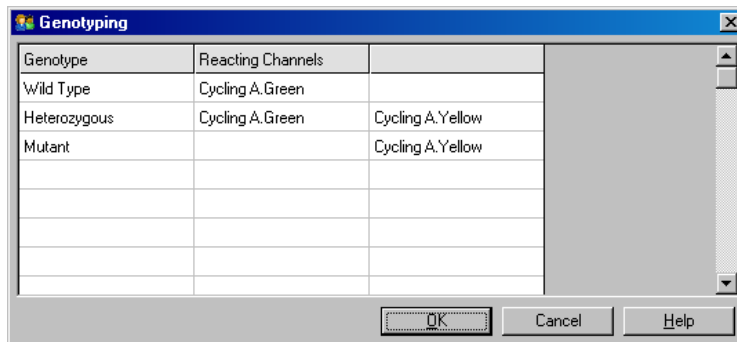 Genotyping
Genotype Reacting Channels
Wild Type Cycling A.Green
Heterozygous Cycling A.Green Cycling A.Yellow
Mutant Cycling A.Yellow
OK Cancel Help